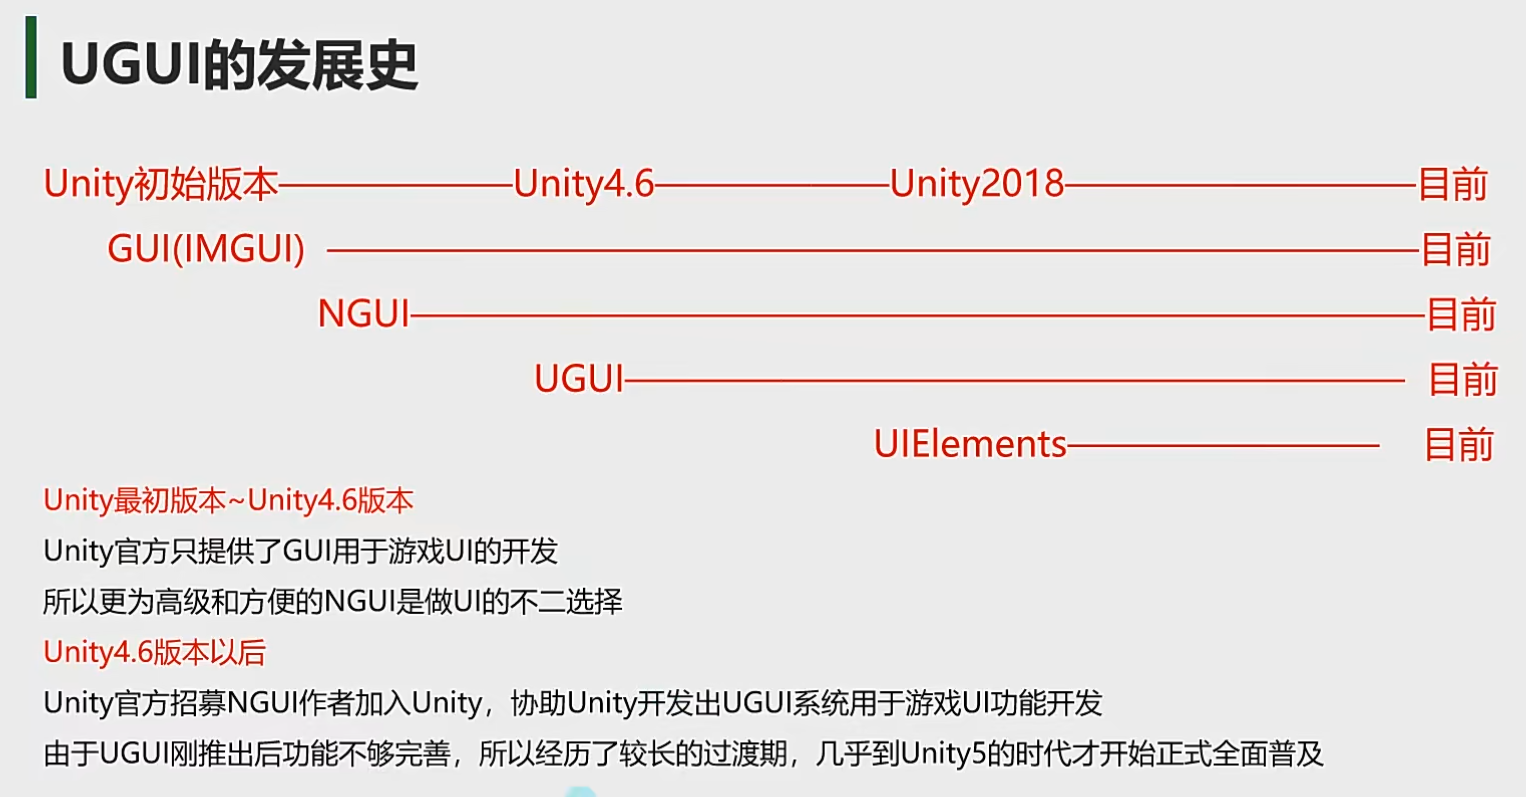 UGUI的发展史
Unity初始版本————————Unity4.6————————Unity2018————————————目前
GUI(IMGUI) ————————————————————————————————————目前
NGUI——————————————————————————————————目前
UGUI—————————————————————————— 目前
UIElements—————————— 目前
Unity最初版本~Unity4.6版本
Unity官方只提供了GUI用于游戏UI的开发
所以更为高级和方便的NGUI是做UI的不二选择
Unity4.6版本以后
Unity官方招募NGUI作者加入Unity，协助Unity开发出UGUI系统用于游戏UI功能开发
由于UGUI刚推出后功能不够完善，所以经历了较长的过渡期，几乎到Unity5的时代才开始正式全面普及